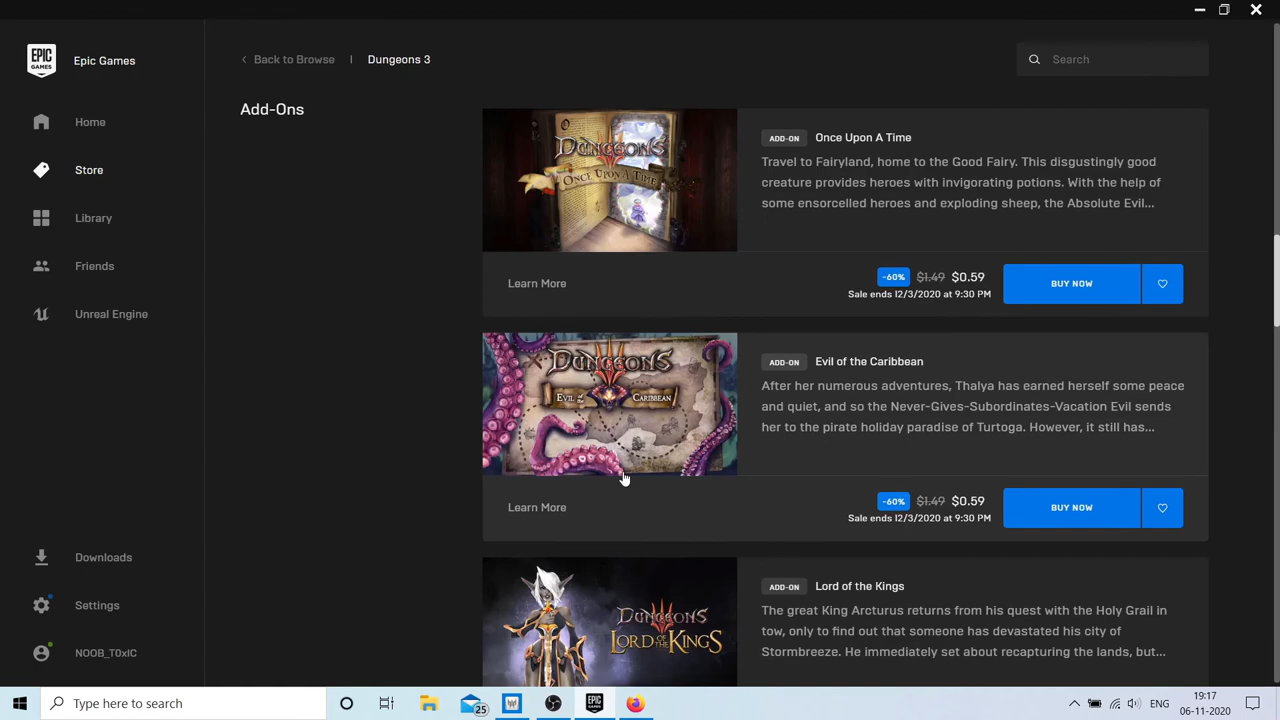 EPIC
GAMES
Epic Games
Home
Store
Library
Friends
Unreal Engine
Downloads
Settings
NOOB_T0xIC
Back to Browse | Dungeons 3
Search
Add-Ons
DUNGEONS
ONCE UPON A TIME
ADD-ON Once Upon A Time
Travel to Fairyland, home to the Good Fairy. This disgustingly good
creature provides heroes with invigorating potions. With the help of
some ensorcelled heroes and exploding sheep, the Absolute Evil...
Learn More
-60% $1.49 $0.59
Sale ends 12/3/2020 at 9:30 PM
BUY NOW
DUNGEONS
EVIL OF THE CARIBBEAN
ADD-ON Evil of the Caribbean
After her numerous adventures, Thalya has earned herself some peace
and quiet, and so the Never-Gives-Subordinates-Vacation Evil sends
her to the pirate holiday paradise of Turtoga. However, it still has...
Learn More
-60% $1.49 $0.59
Sale ends 12/3/2020 at 9:30 PM
BUY NOW
DUNGEONS
LORD OF THE KINGS
ADD-ON Lord of the Kings
The great King Arcturus returns from his quest with the Holy Grail in
tow, only to find out that someone has devastated his city of
Stormbreeze. He immediately set about recapturing the lands, but...
Type here to search
25
EPIC
GAMES
ENG
19:17
06-11-2020